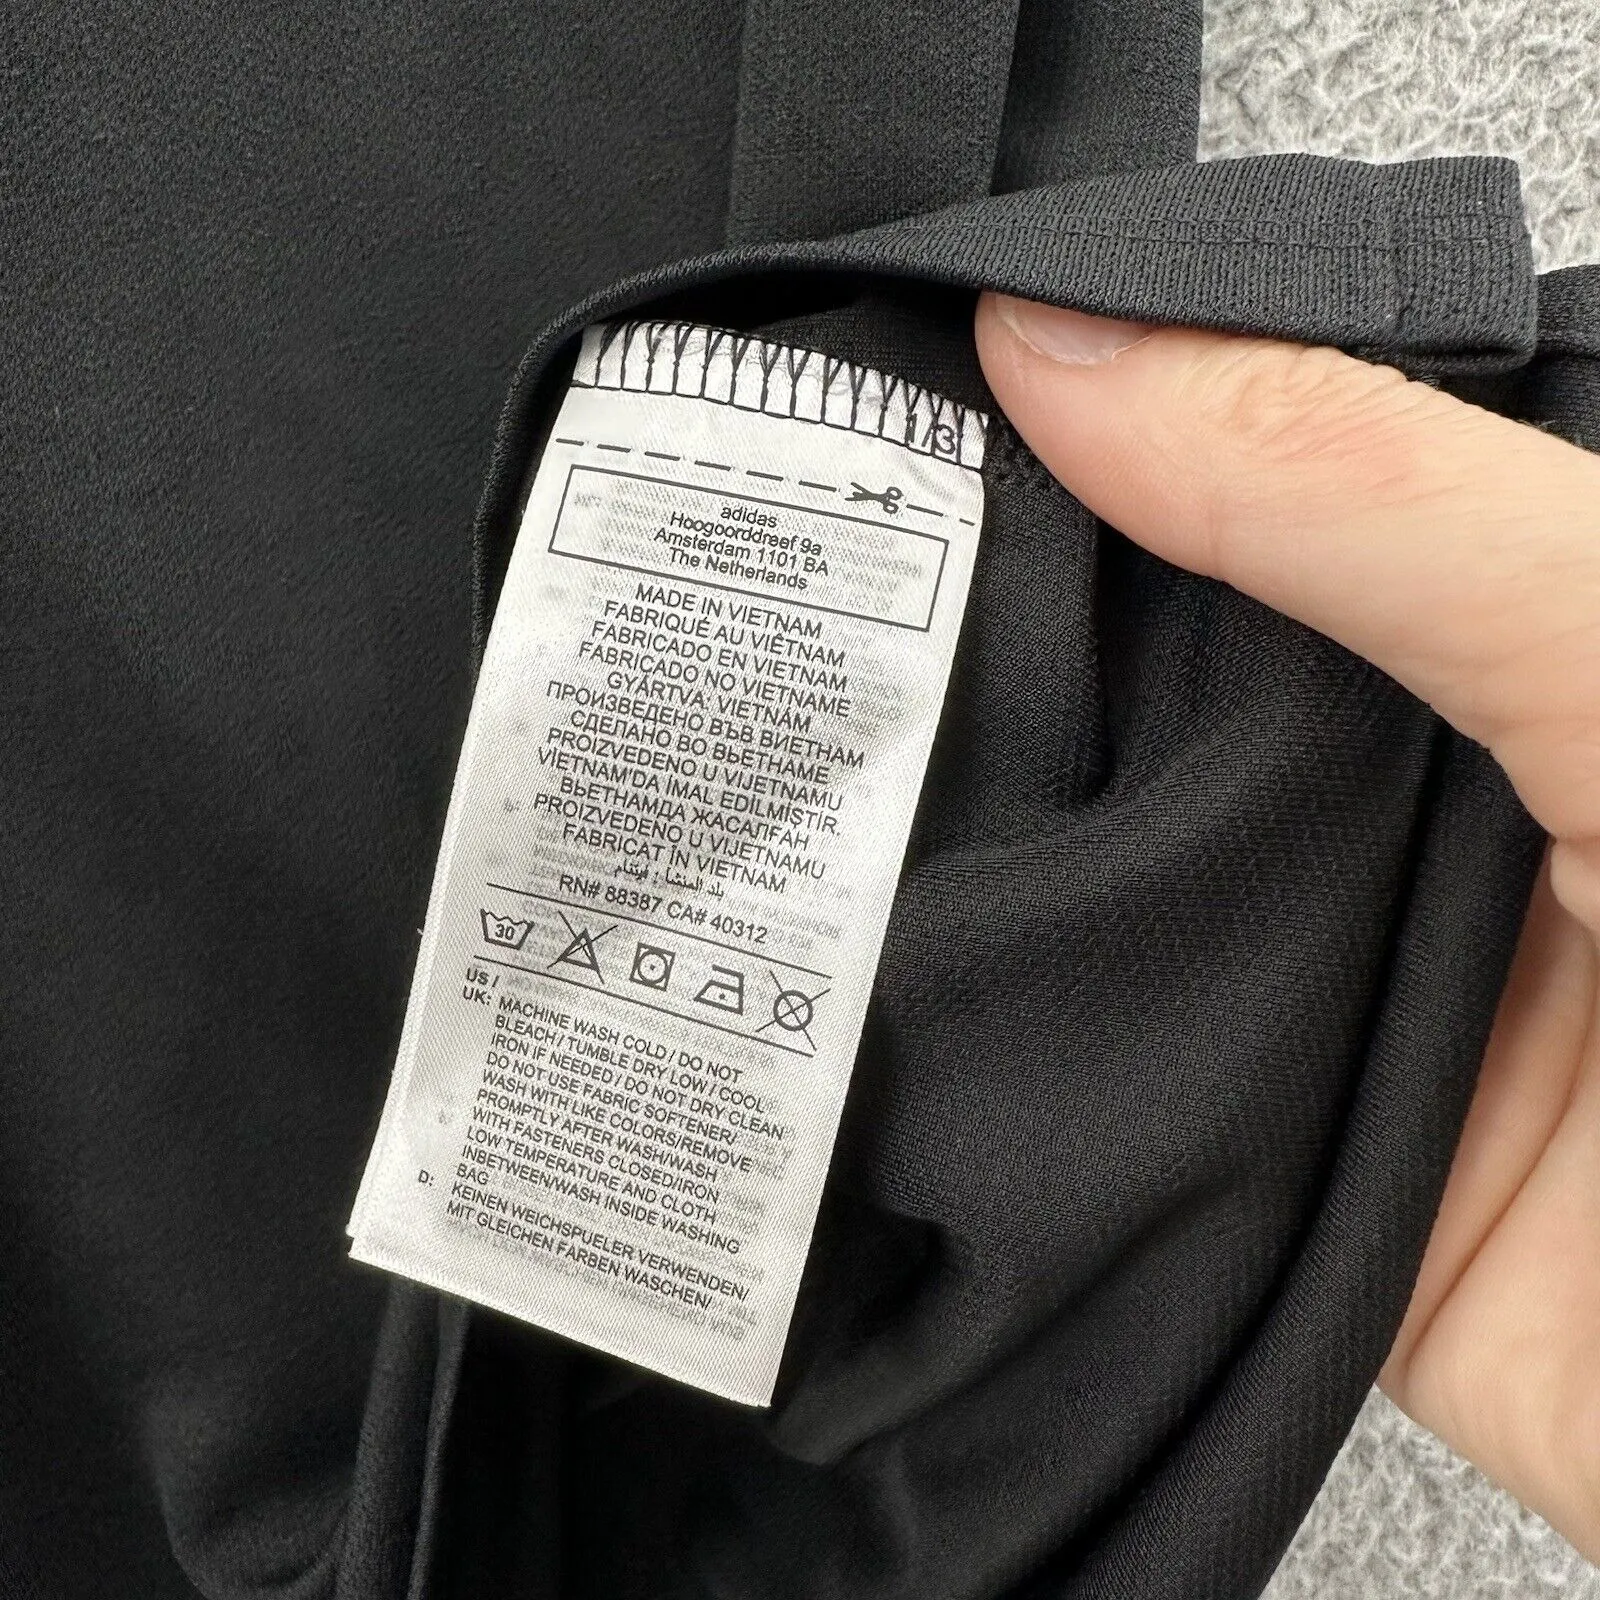 1/3
adidas
Hoogoorddreef 9a
Amsterdam 1101 BA
The Netherlands
MADE IN VIETNAM
FABRIQUÉ AU VIÊTNAM
FABRICADO EN VIETNAM
FABRICADO NO VIETNAME
GYÁRTVA: VIETNÁM
ПРОИЗВЕДЕНО ВЪВ ВИЕТНАМ
СДЕЛАНО ВО ВЬЕТНАМЕ
PROIZVEDENO U VIJETNAMU
VİETNAM'DA İMAL EDİLMİŞTİR.
ВЬЕТНАМДА ЖАСАЛҒАН
PROIZVEDENO U VIJETNAMU
FABRICAT ÎN VIETNAM
بلد المنشأ : فيتنام
RN# 88387 CA# 40312
30
US /
UK: MACHINE WASH COLD / DO NOT
BLEACH / TUMBLE DRY LOW / COOL
IRON IF NEEDED / DO NOT DRY CLEAN
DO NOT USE FABRIC SOFTENER/
WASH WITH LIKE COLORS/REMOVE
PROMPTLY AFTER WASH/WASH
WITH FASTENERS CLOSED/IRON
LOW TEMPERATURE AND CLOTH
INBETWEEN/WASH INSIDE WASHING
BAG
D: KEINEN WEICHSPUELER VERWENDEN/
MIT GLEICHEN FARBEN WASCHEN/